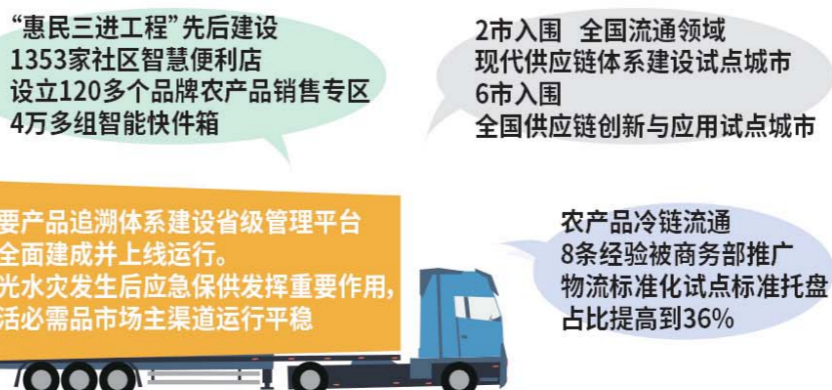 “惠民三进工程”先后建设
1353家社区智慧便利店
设立120多个品牌农产品销售专区
4万多组智能快件箱
2市入围 全国流通领域
现代供应链体系建设试点城市
6市入围
全国供应链创新与应用试点城市
要产品追溯体系建设省级管理平台
全面建成并上线运行。
光水灾发生后应急保供发挥重要作用，
活必需品市场主渠道运行平稳
农产品冷链流通
8条经验被商务部推广
物流标准化试点标准托盘
占比提高到36%